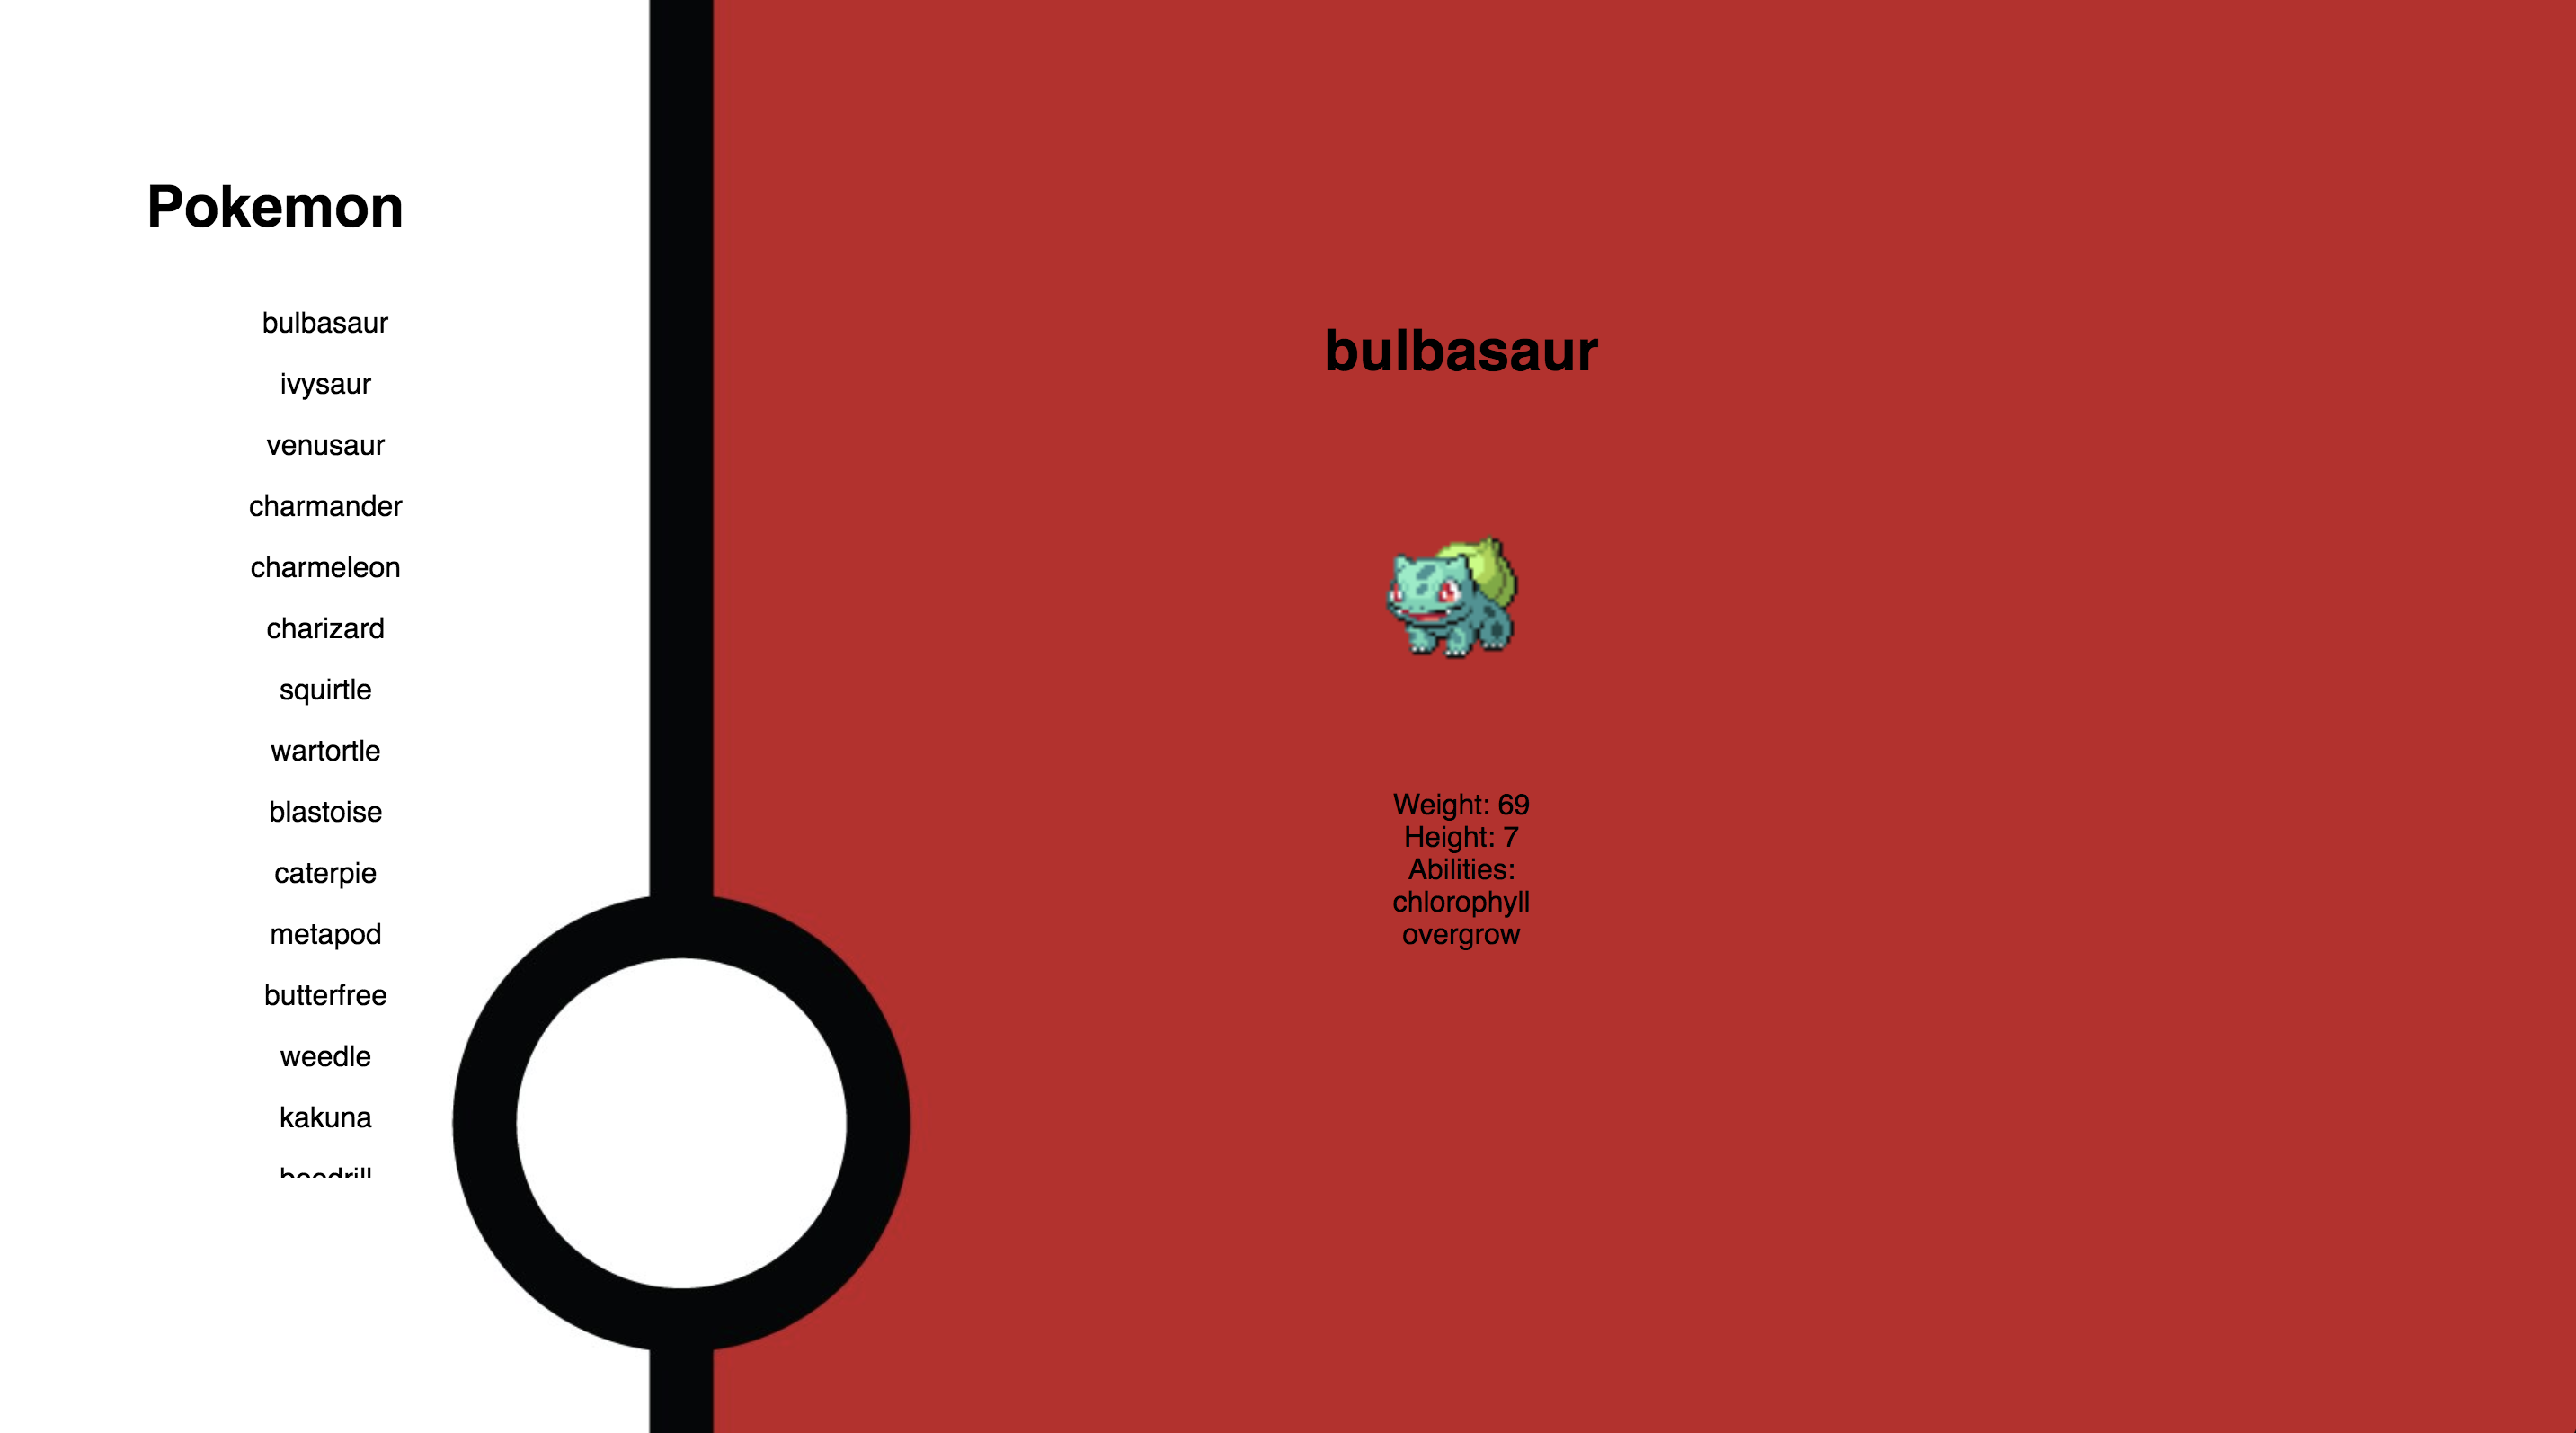 Pokemon
bulbasaur
ivysaur
venusaur
charmander
charmeleon
charizard
squirtle
wartortle
blastoise
caterpie
metapod
butterfree
weedle
kakuna
beedrill
bulbasaur
Weight: 69
Height: 7
Abilities:
chlorophyll
overgrow